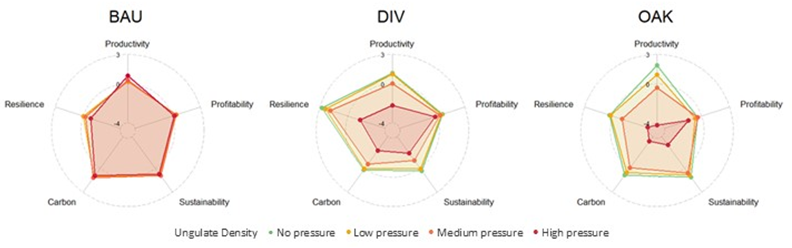 BAU DIV OAK
Productivity Productivity Productivity
3 3 3
0 0 0
Resilience Profitability Resilience Profitability Resilience Profitability
-4 -4 -4
Carbon Sustainability Carbon Sustainability Carbon Sustainability
Ungulate Density No pressure Low pressure Medium pressure High pressure